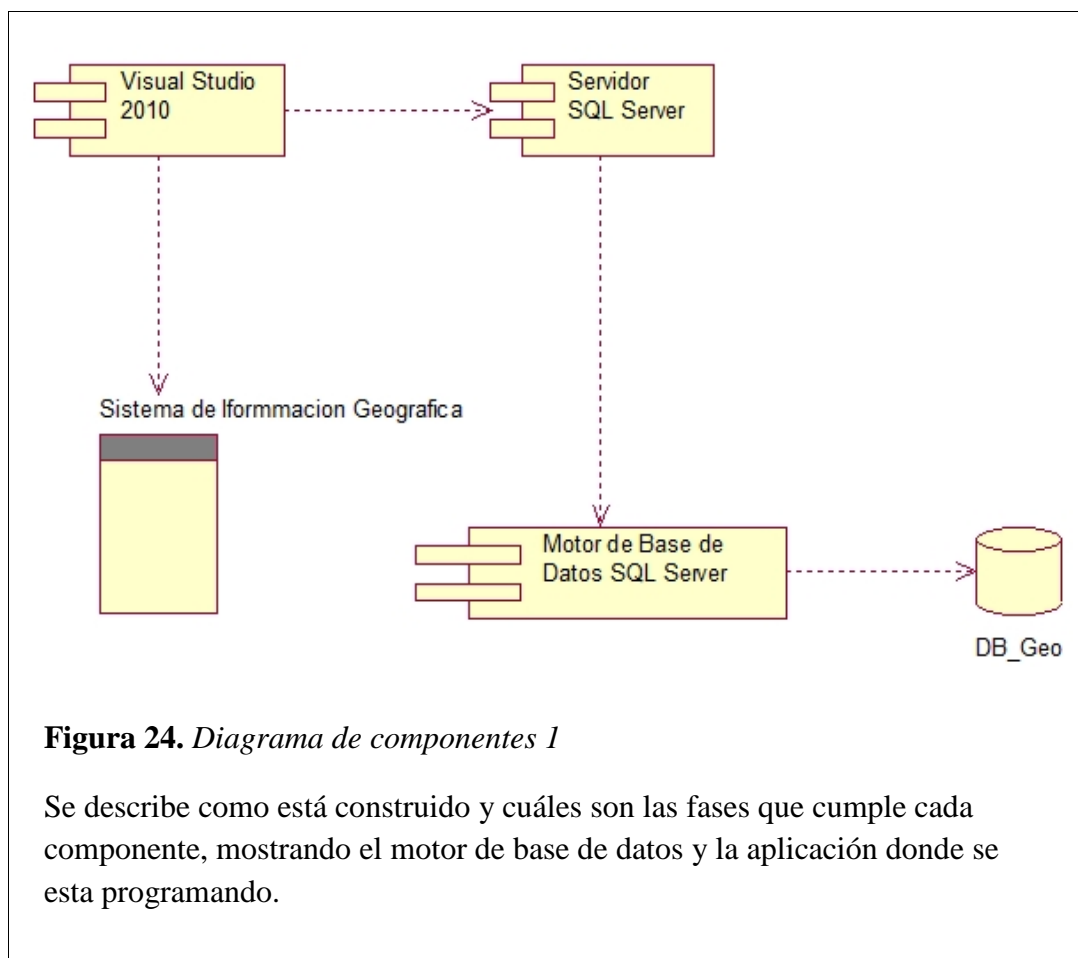 Visual Studio
2010
Servidor
SQL Server
Sistema de Iformmacion Geografica
Motor de Base de
Datos SQL Server
DB_Geo
Figura 24. Diagrama de componentes 1
Se describe como está construido y cuáles son las fases que cumple cada
componente, mostrando el motor de base de datos y la aplicación donde se
esta programando.